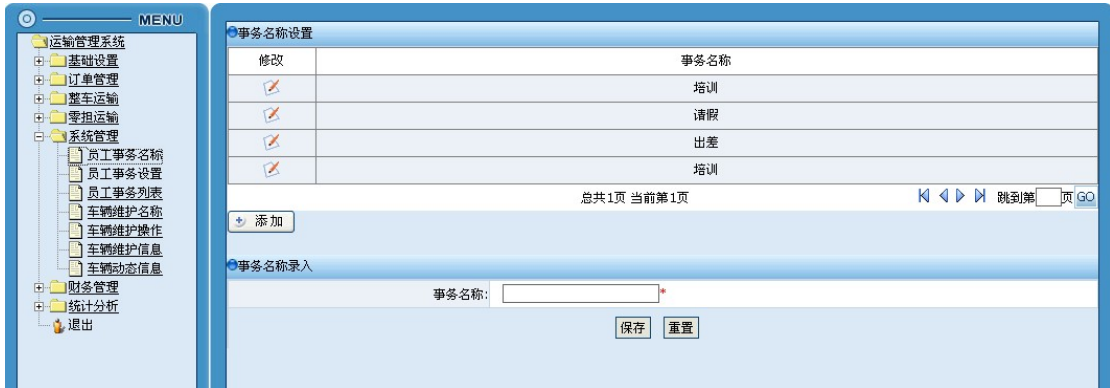 MENU
运输管理系统
基础设置
订单管理
整车运输
零担运输
系统管理
员工事务名称
员工事务设置
员工事务列表
车辆维护名称
车辆维护操作
车辆维护信息
车辆动态信息
财务管理
统计分析
退出
事务名称设置
修改 事务名称
培训
请假
出差
培训
总共1页 当前第1页 跳到第 页 GO
添加
事务名称录入
事务名称: *
保存 重置